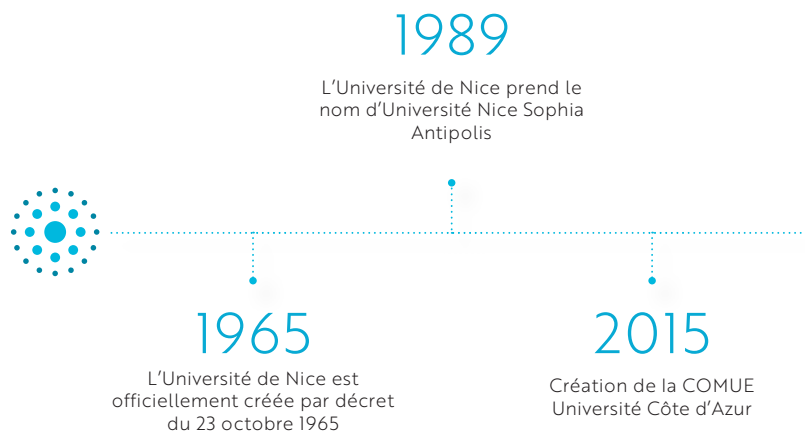 1989
L'Université de Nice prend le
nom d'Université Nice Sophia
Antipolis
1965
L'Université de Nice est
officiellement créée par décret
du 23 octobre 1965
2015
Création de la COMUE
Université Côte d'Azur